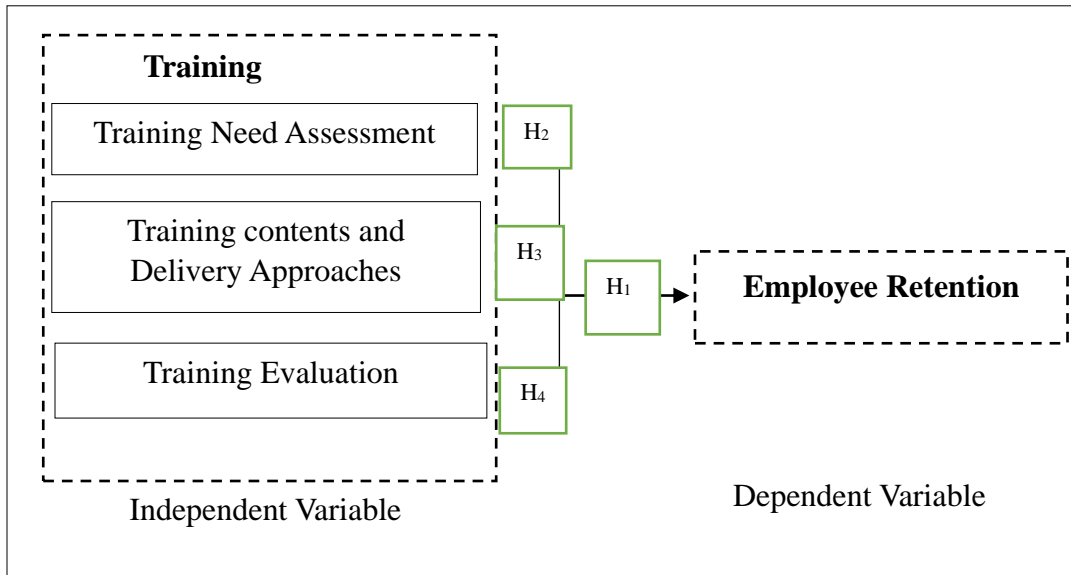 Training
Training Need Assessment
H₂
Training contents and
Delivery Approaches
H₃
H₁
Employee Retention
Training Evaluation
H₄
Independent Variable
Dependent Variable